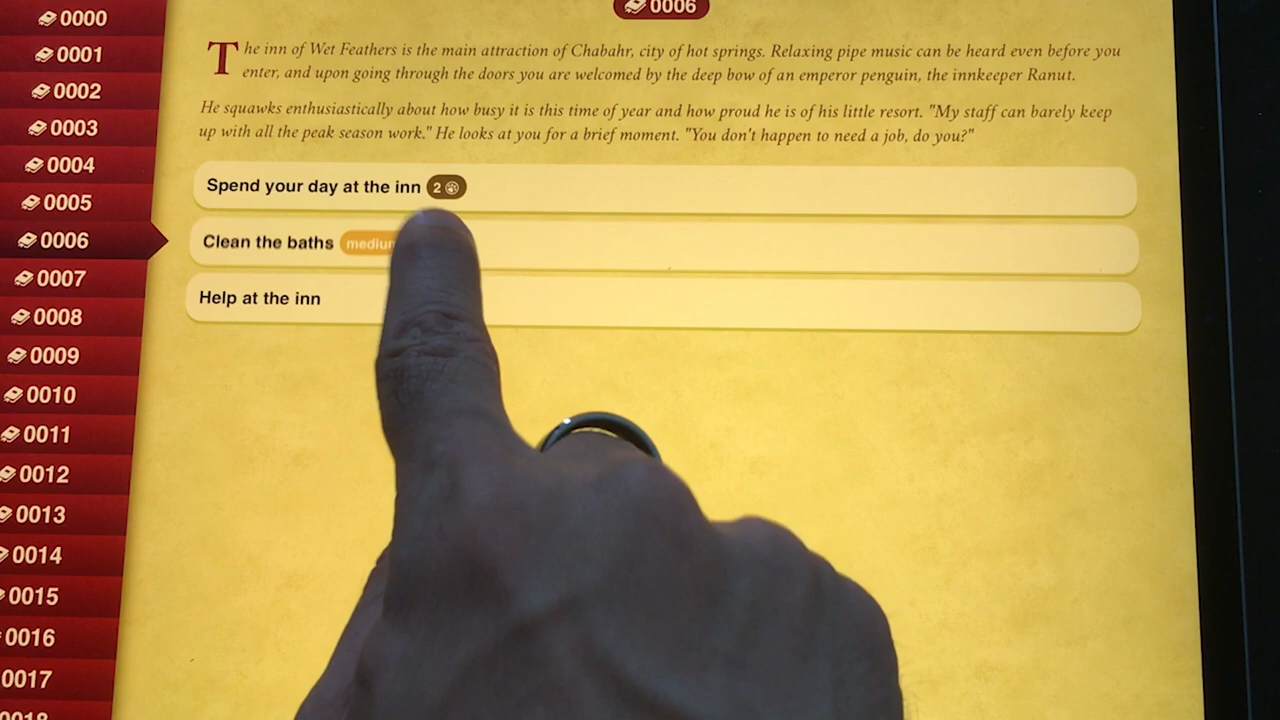 0006
The inn of Wet Feathers is the main attraction of Chabahr, city of hot springs. Relaxing pipe music can be heard even before you
enter, and upon going through the doors you are welcomed by the deep bow of an emperor penguin, the innkeeper Ranut.
He squawks enthusiastically about how busy it is this time of year and how proud he is of his little resort. "My staff can barely keep
up with all the peak season work." He looks at you for a brief moment. "You don't happen to need a job, do you?"
Spend your day at the inn 2
Clean the baths
Help at the inn
0000
0001
0002
0003
0004
0005
0006
0007
0008
0009
0010
0011
0012
0013
0014
0015
0016
0017